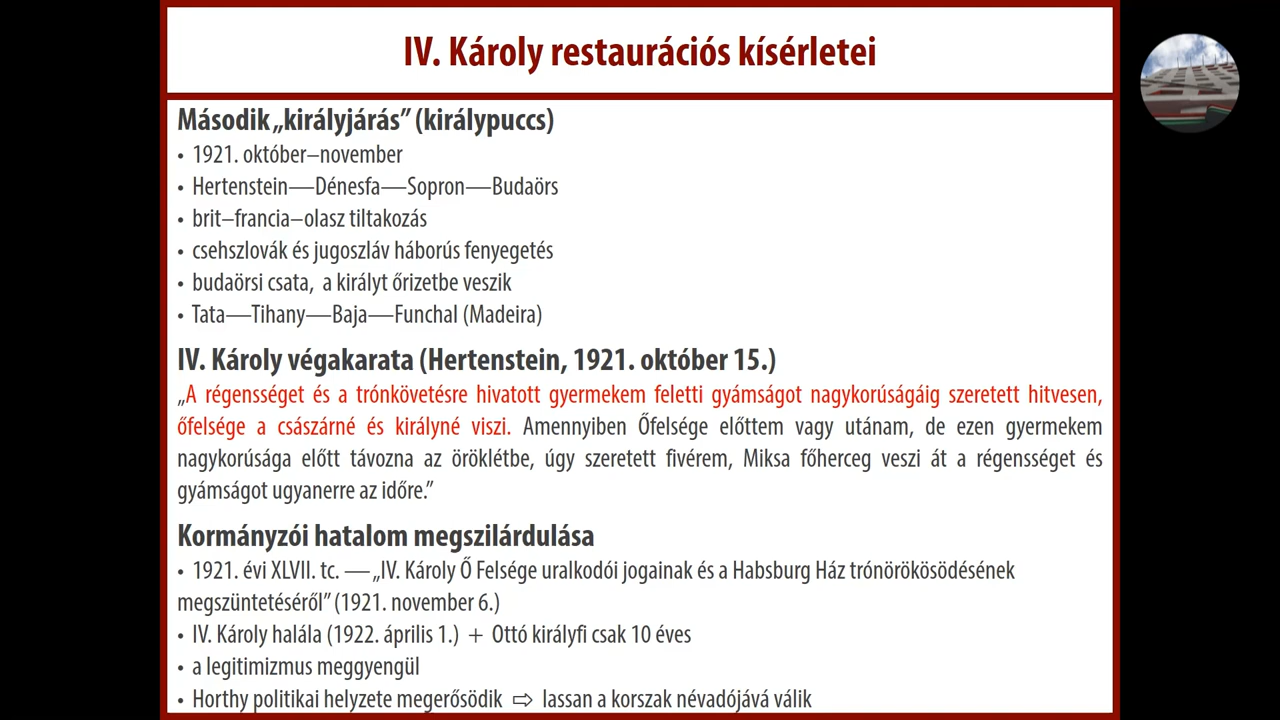 IV. Károly restaurációs kísérletei
Második „királyjárás” (királypuccs)
• 1921. október–november
• Hertenstein—Dénesfa—Sopron—Budaörs
• brit–francia–olasz tiltakozás
• csehszlovák és jugoszláv háborús fenyegetés
• budaörsi csata, a királyt őrizetbe veszik
• Tata—Tihany—Baja—Funchal (Madeira)
IV. Károly végakarata (Hertenstein, 1921. október 15.)
„A régensséget és a trónkövetésre hivatott gyermekem feletti gyámságot nagykorúságáig szeretett hitvesen,
őfelsége a császárné és királyné viszi. Amennyiben Őfelsége előttem vagy utánam, de ezen gyermekem
nagykorúsága előtt távozna az öröklétbe, úgy szeretett fivérem, Miksa főherceg veszi át a régensséget és
gyámságot ugyanerre az időre.”
Kormányzói hatalom megszilárdulása
• 1921. évi XLVII. tc. — „IV. Károly Ő Felsége uralkodói jogainak és a Habsburg Ház trónörökösödésének
megszüntetéséről” (1921. november 6.)
• IV. Károly halála (1922. április 1.) + Ottó királyfi csak 10 éves
• a legitimizmus meggyengül
• Horthy politikai helyzete megerősödik ⇨ lassan a korszak névadójává válik